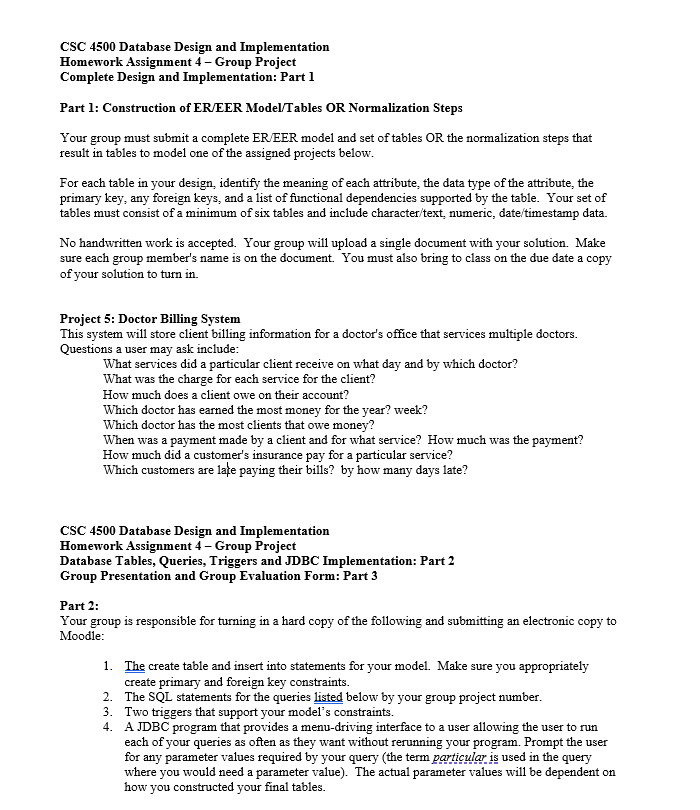 CSC 4500 Database Design and Implementation
Homework Assignment 4 – Group Project
Complete Design and Implementation: Part 1
Part 1: Construction of ER/EER Model/Tables OR Normalization Steps
Your group must submit a complete ER/EER model and set of tables OR the normalization steps that
result in tables to model one of the assigned projects below.
For each table in your design, identify the meaning of each attribute, the data type of the attribute, the
primary key, any foreign keys, and a list of functional dependencies supported by the table.  Your set of
tables must consist of a minimum of six tables and include character/text, numeric, date/timestamp data.
No handwritten work is accepted.  Your group will upload a single document with your solution.  Make
sure each group member's name is on the document.  You must also bring to class on the due date a copy
of your solution to turn in.
Project 5: Doctor Billing System
This system will store client billing information for a doctor's office that services multiple doctors.
Questions a user may ask include:
What services did a particular client receive on what day and by which doctor?
What was the charge for each service for the client?
How much does a client owe on their account?
Which doctor has earned the most money for the year? week?
Which doctor has the most clients that owe money?
When was a payment made by a client and for what service?  How much was the payment?
How much did a customer's insurance pay for a particular service?
Which customers are late paying their bills?  by how many days late?
CSC 4500 Database Design and Implementation
Homework Assignment 4 – Group Project
Database Tables, Queries, Triggers and JDBC Implementation: Part 2
Group Presentation and Group Evaluation Form: Part 3
Part 2:
Your group is responsible for turning in a hard copy of the following and submitting an electronic copy to
Moodle:
1. The create table and insert into statements for your model.  Make sure you appropriately
create primary and foreign key constraints.
2. The SQL statements for the queries listed below by your group project number.
3. Two triggers that support your model's constraints.
4. A JDBC program that provides a menu-driving interface to a user allowing the user to run
each of your queries as often as they want without rerunning your program. Prompt the user
for any parameter values required by your query (the term particular is used in the query
where you would need a parameter value).  The actual parameter values will be dependent on
how you constructed your final tables.